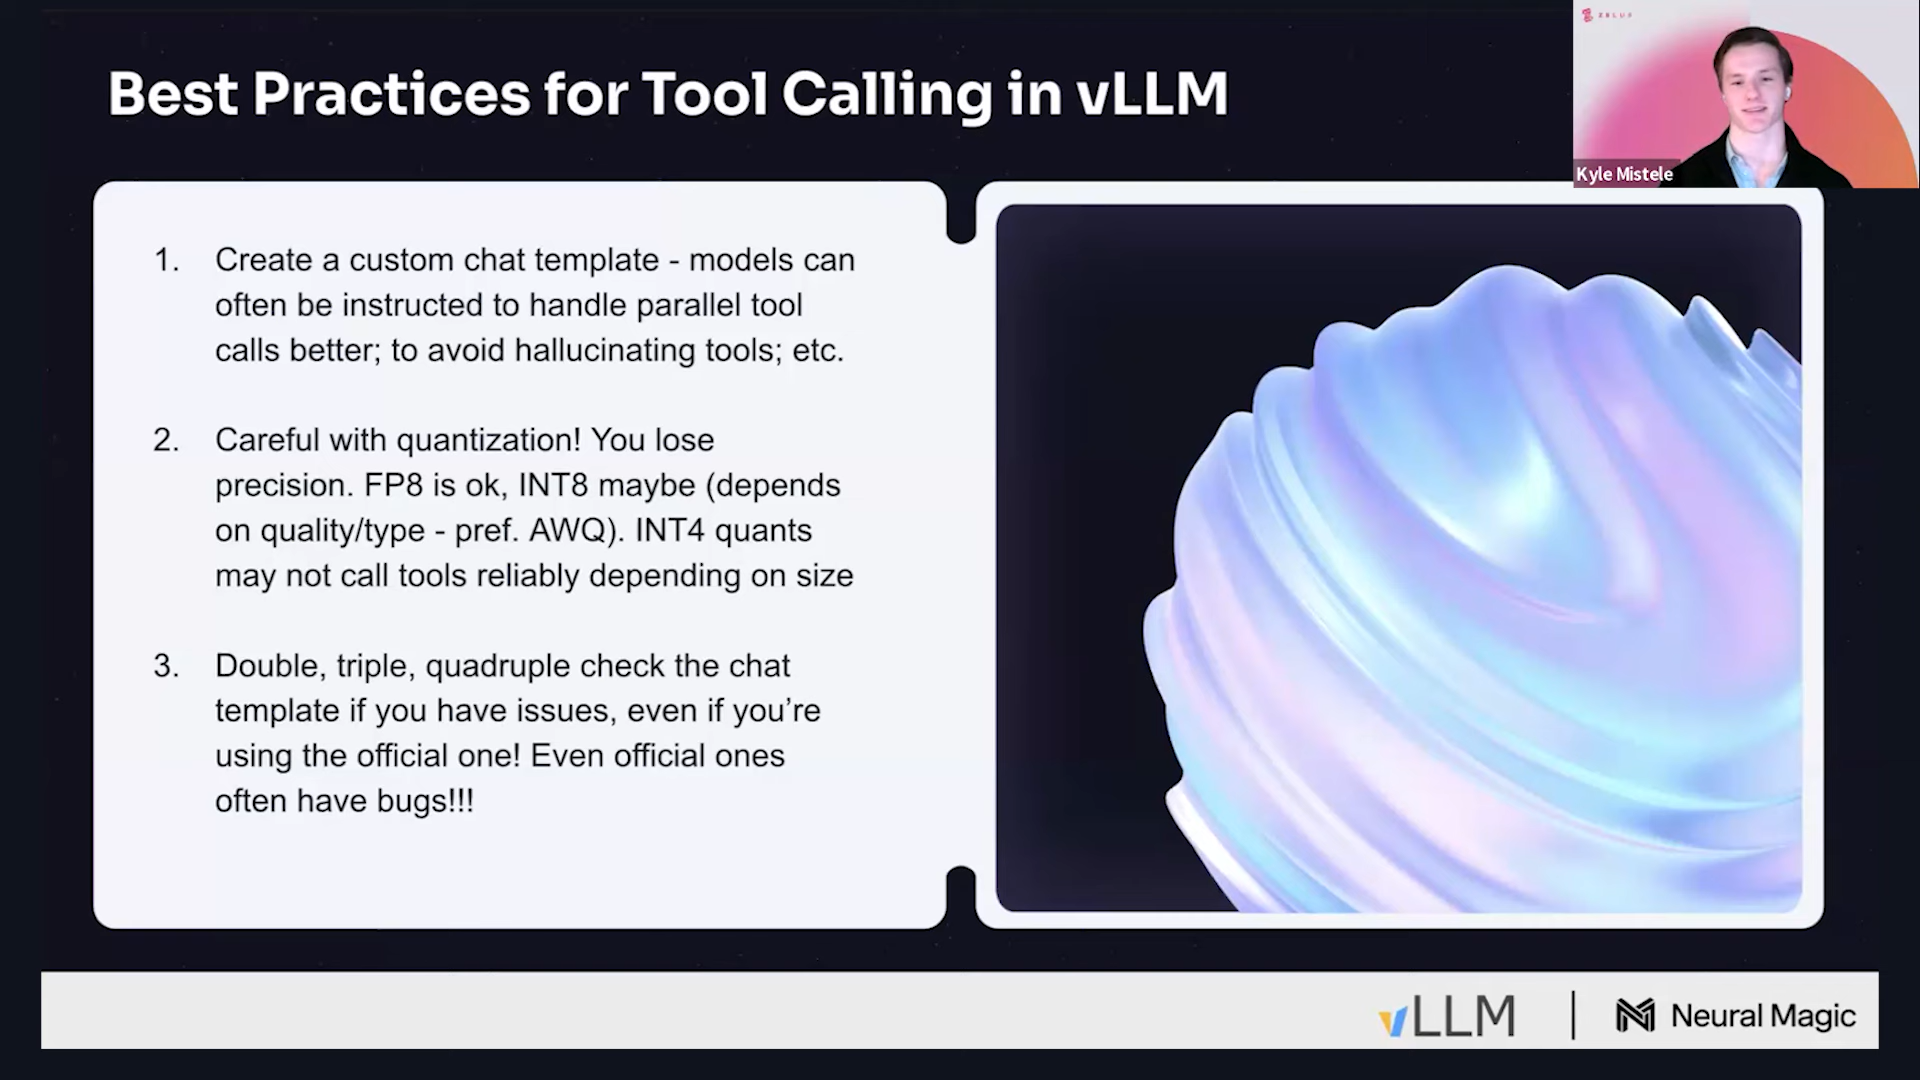 ZELUS
Best Practices for Tool Calling in vLLM
Kyle Mistele
1. Create a custom chat template - models can
often be instructed to handle parallel tool
calls better; to avoid hallucinating tools; etc.
2. Careful with quantization! You lose
precision. FP8 is ok, INT8 maybe (depends
on quality/type - pref. AWQ). INT4 quants
may not call tools reliably depending on size
3. Double, triple, quadruple check the chat
template if you have issues, even if you’re
using the official one! Even official ones
often have bugs!!!
vLLM
Neural Magic